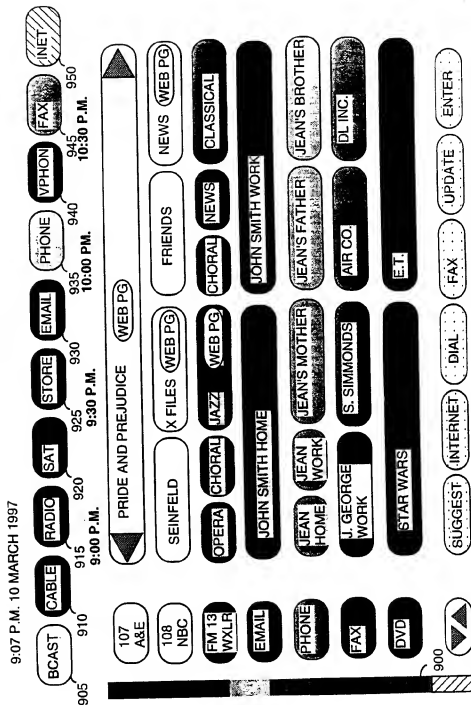 9:07 P.M. 10 MARCH 1997
BCAST CABLE RADIO SAT STORE EMAIL PHONE VPHON FAX INET
905 910 915 920 925 930 935 940 945 950
9:00 P.M. 9:30 P.M. 10:00 P.M. 10:30 P.M.
107 A&E PRIDE AND PREJUDICE WEB PG
108 NBC SEINFELD X FILES WEB PG FRIENDS NEWS WEB PG
FM 13 WXLR OPERA CHORAL JAZZ WEB PG CHORAL NEWS CLASSICAL
EMAIL JOHN SMITH HOME JOHN SMITH WORK
PHONE JEAN HOME JEAN WORK JEAN'S MOTHER JEAN'S FATHER JEAN'S BROTHER
FAX J. GEORGE WORK S. SIMMONDS AIR CO. DL INC.
DVD STAR WARS E.T.
SUGGEST INTERNET DIAL FAX UPDATE ENTER
900